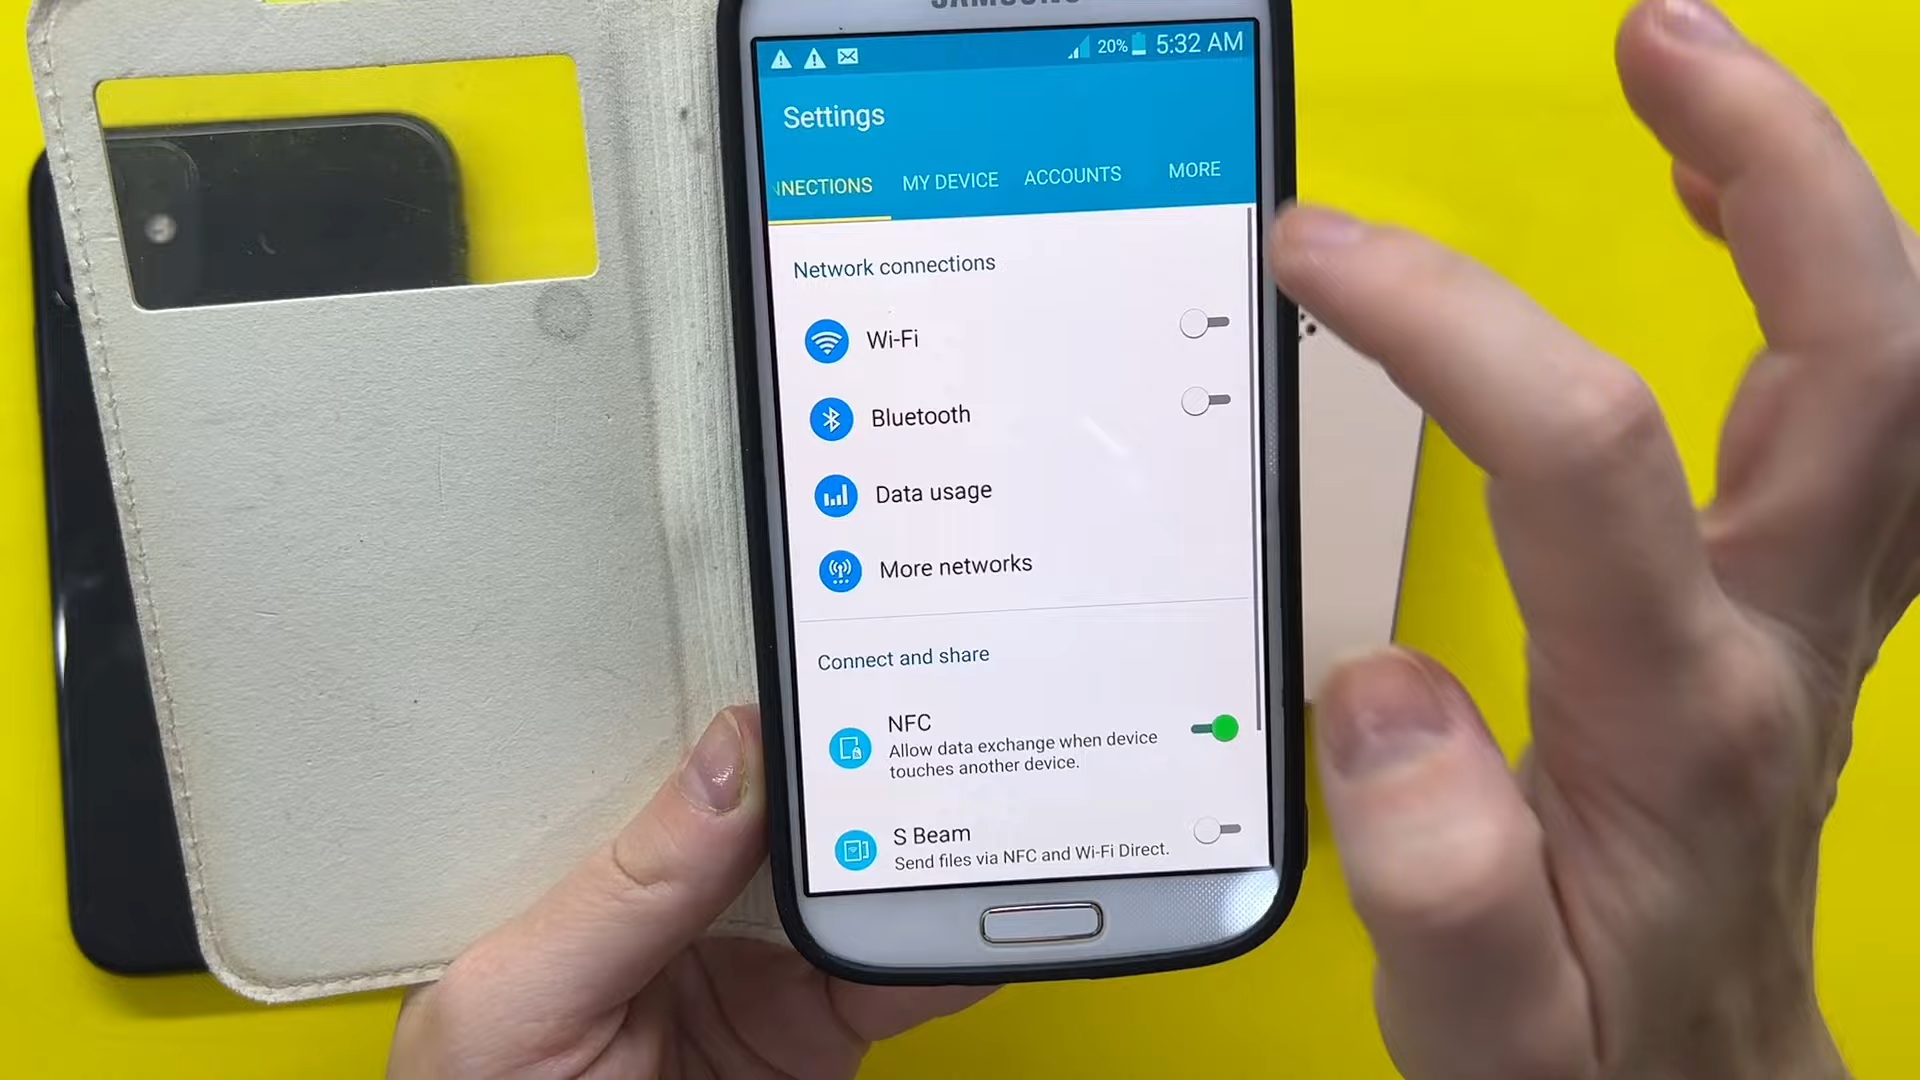 SAMSUNG
20% 5:32 AM
Settings
NNECTIONS MY DEVICE ACCOUNTS MORE
Network connections
Wi-Fi
Bluetooth
Data usage
More networks
Connect and share
NFC
Allow data exchange when device
touches another device.
S Beam
Send files via NFC and Wi-Fi Direct.